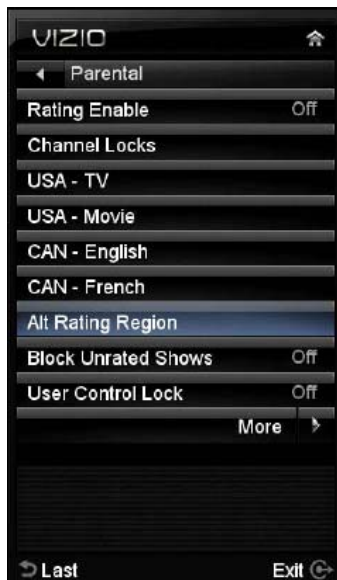 VIZIO
Parental
Rating Enable Off
Channel Locks
USA - TV
USA - Movie
CAN - English
CAN - French
Alt Rating Region
Block Unrated Shows Off
User Control Lock Off
More
Last Exit